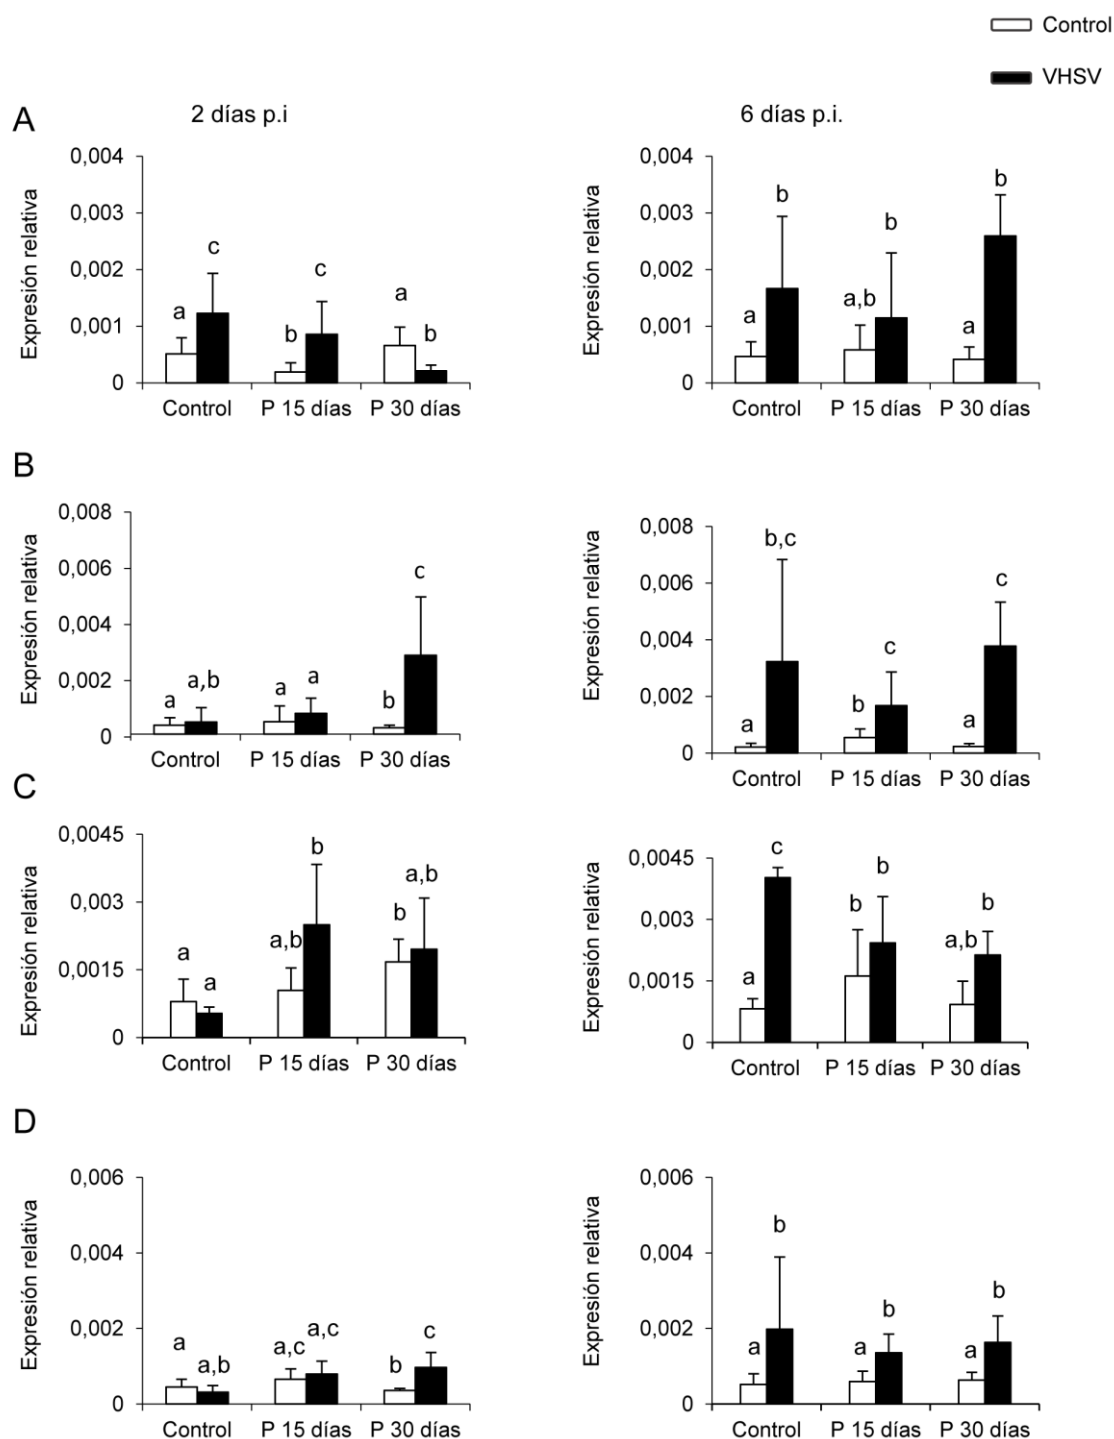 Control
VHSV
A
2 días p.i
6 días p.i.
Expresión relativa
0,004
0,003
0,002
0,001
0
a
c
b
c
a
b
Control
P 15 días
P 30 días
Expresión relativa
0,004
0,003
0,002
0,001
0
a
b
a,b
b
a
b
Control
P 15 días
P 30 días
B
Expresión relativa
0,008
0,006
0,004
0,002
0
a
a,b
a
a
b
c
Control
P 15 días
P 30 días
Expresión relativa
0,008
0,006
0,004
0,002
0
a
b,c
b
c
a
c
Control
P 15 días
P 30 días
C
Expresión relativa
0,0045
0,003
0,0015
0
a
a
a,b
b
b
a,b
Control
P 15 días
P 30 días
Expresión relativa
0,0045
0,003
0,0015
0
a
c
b
b
a,b
b
Control
P 15 días
P 30 días
D
Expresión relativa
0,006
0,004
0,002
0
a
a,b
a,c
a,c
b
c
Control
P 15 días
P 30 días
Expresión relativa
0,006
0,004
0,002
0
a
b
a
b
a
b
Control
P 15 días
P 30 días